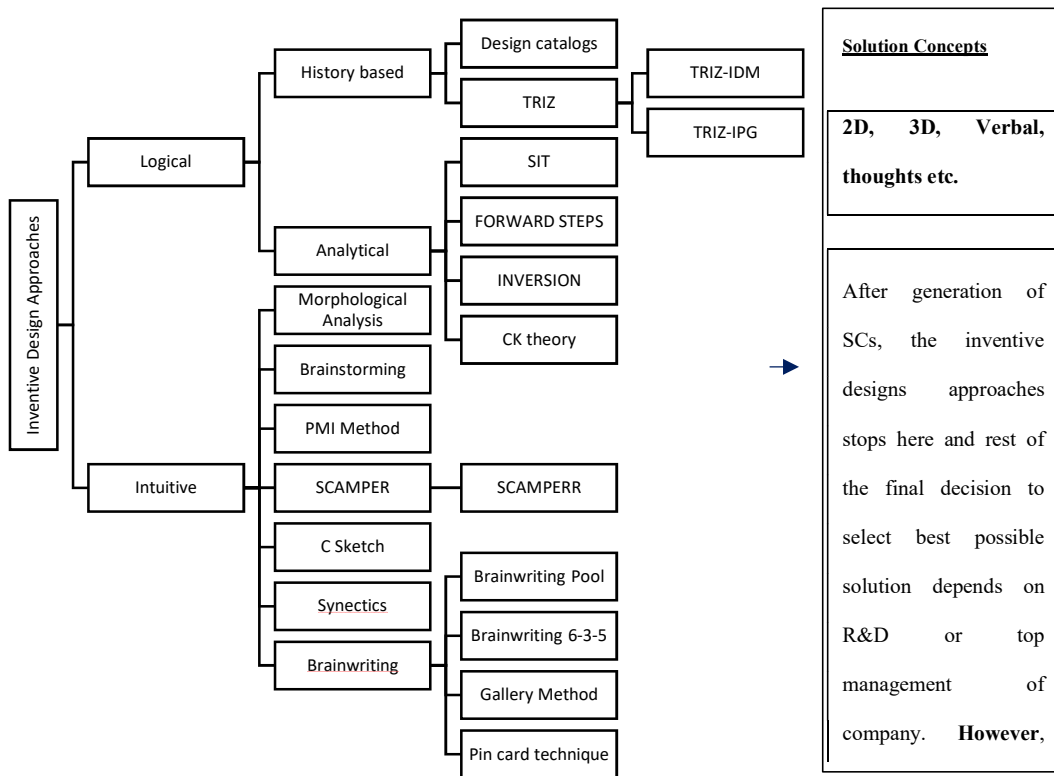 Inventive Design Approaches
Logical
History based
Design catalogs
TRIZ
TRIZ-IDM
TRIZ-IPG
Analytical
SIT
FORWARD STEPS
INVERSION
CK theory
Intuitive
Morphological
Analysis
Brainstorming
PMI Method
SCAMPER
SCAMPERR
C Sketch
Synectics
Brainwriting
Brainwriting Pool
Brainwriting 6-3-5
Gallery Method
Pin card technique
Solution Concepts
2D, 3D, Verbal,
thoughts etc.
After generation of
SCs, the inventive
designs approaches
stops here and rest of
the final decision to
select best possible
solution depends on
R&D or top
management of
company. However,